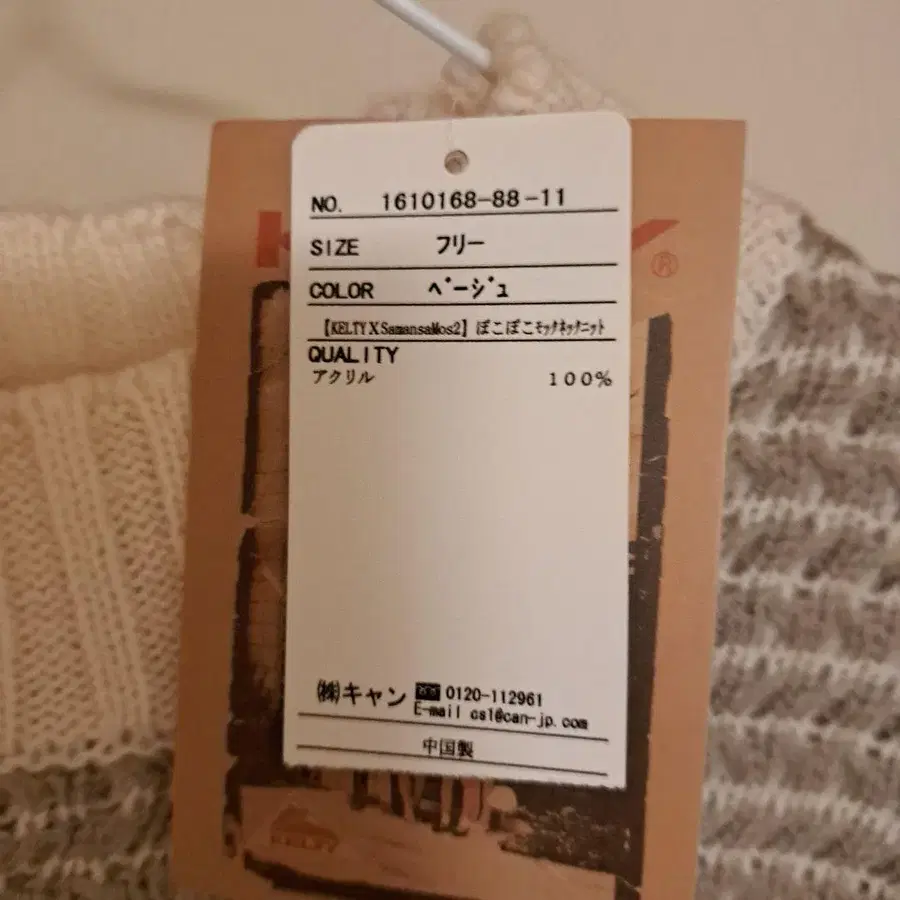 NO. 1610168-88-11
SIZE フリー
®
COLOR ベージュ
【KELTY X SamansaMos2】ぽこぽこモックネックニット
QUALITY
アクリル 100%
㈱キャン ☎ 0120-112961
E-mail cs1@can-jp.com
中国製